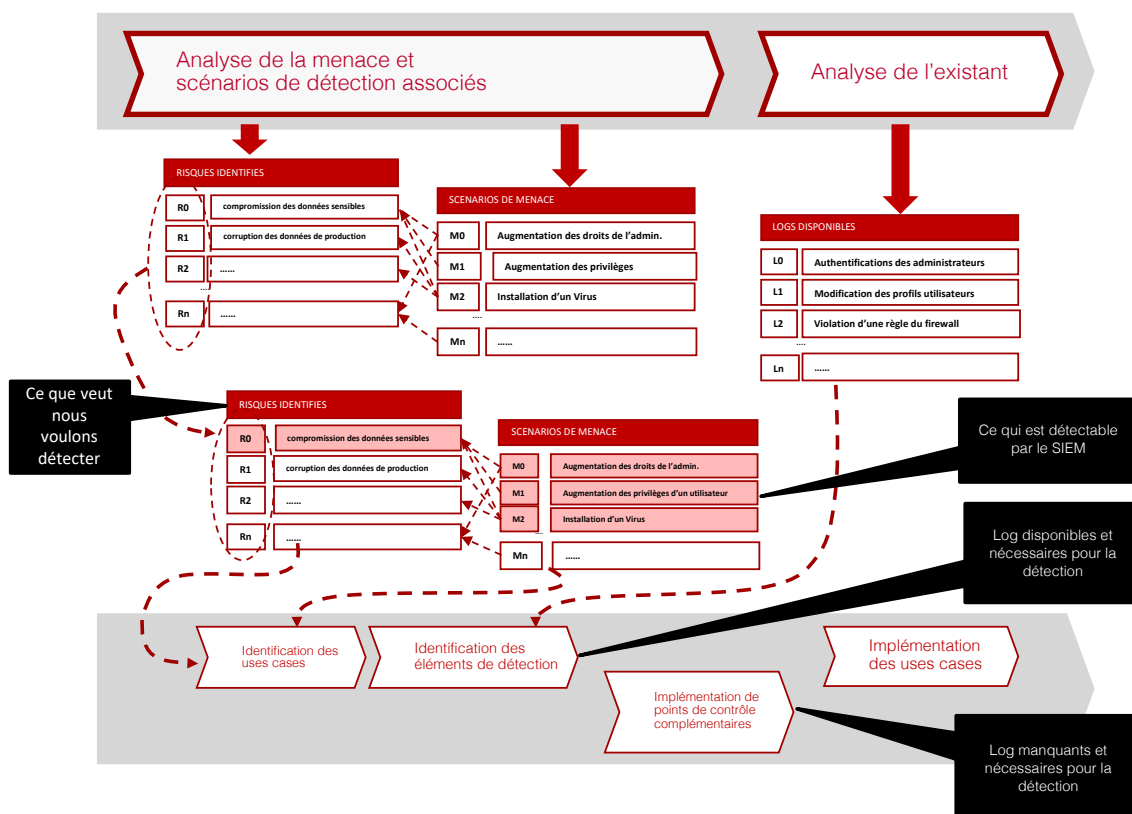 Analyse de la menace et
scénarios de détection associés
Analyse de l'existant
RISQUES IDENTIFIES
R0 compromission des données sensibles
R1 corruption des données de production
R2 ......
....
Rn ......
SCENARIOS DE MENACE
M0 Augmentation des droits de l'admin.
M1 Augmentation des privilèges
M2 Installation d'un Virus
....
Mn ......
LOGS DISPONIBLES
L0 Authentifications des administrateurs
L1 Modification des profils utilisateurs
L2 Violation d'une règle du firewall
....
Ln ......
Ce que veut
nous
voulons
détecter
RISQUES IDENTIFIES
R0 compromission des données sensibles
R1 corruption des données de production
R2 ......
Rn ......
SCENARIOS DE MENACE
M0 Augmentation des droits de l'admin.
M1 Augmentation des privilèges d'un utilisateur
M2 Installation d'un Virus
....
Mn ......
Ce qui est détectable
par le SIEM
Log disponibles et
nécessaires pour la
détection
Identification des
uses cases
Identification des
éléments de détection
Implémentation de
points de contrôle
complémentaires
Implémentation
des uses cases
Log manquants et
nécessaires pour la
détection